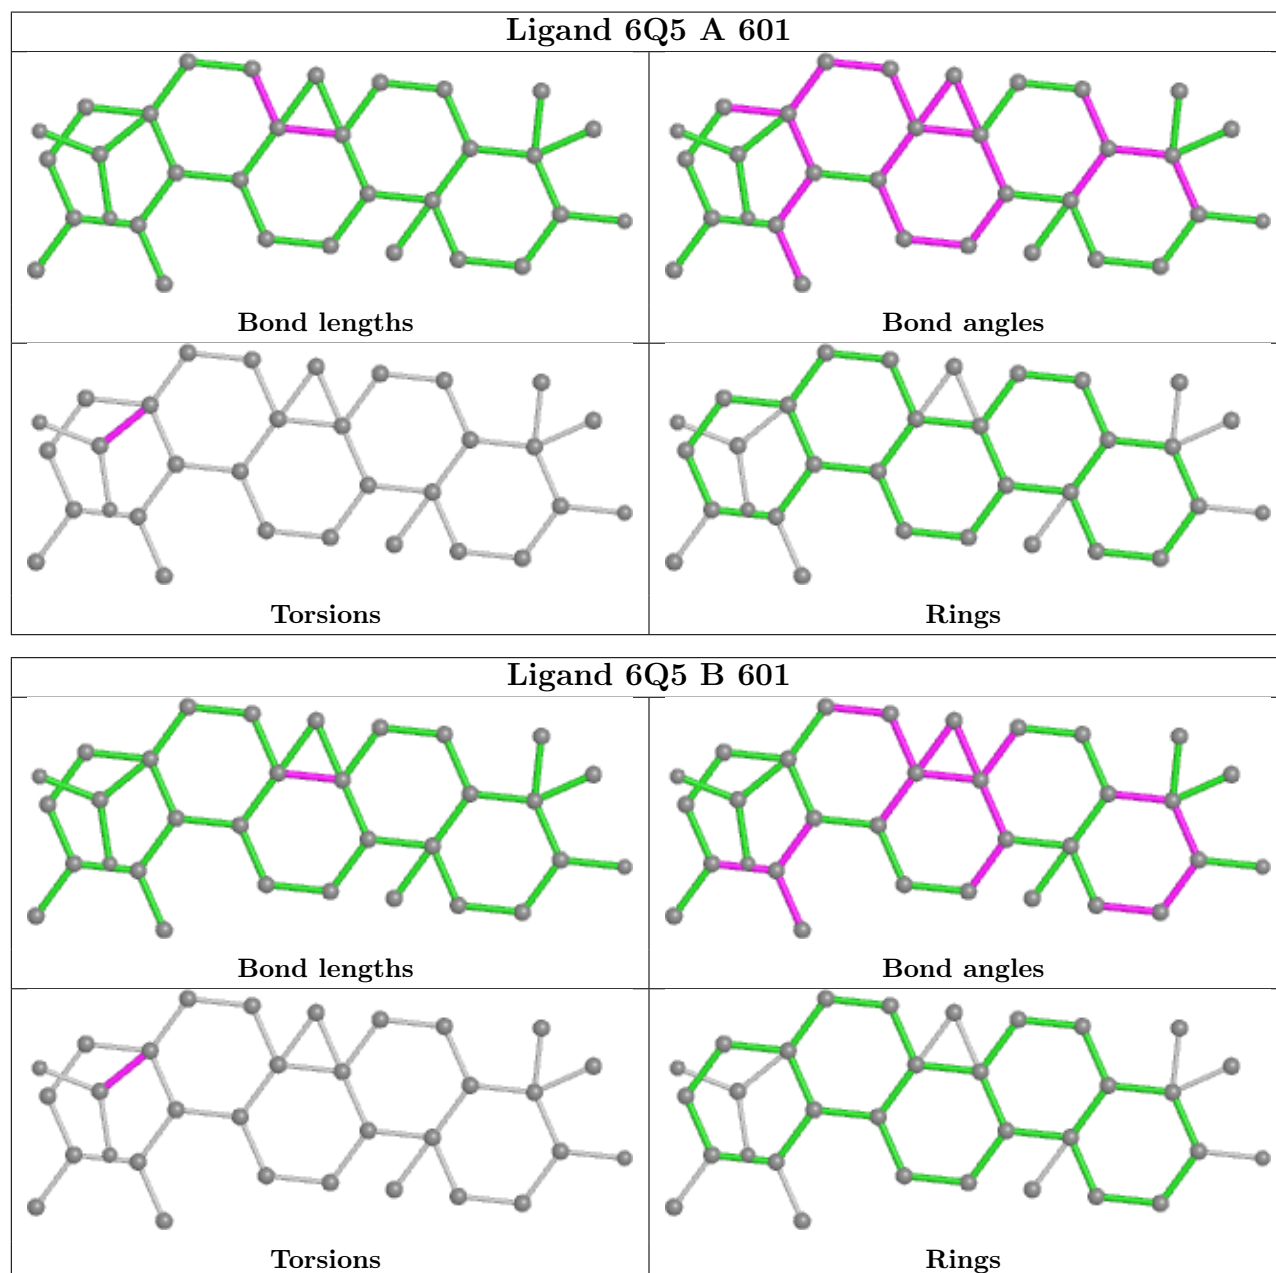 Ligand 6Q5 A 601
Bond lengths
Bond angles
Torsions
Rings
Ligand 6Q5 B 601
Bond lengths
Bond angles
Torsions
Rings